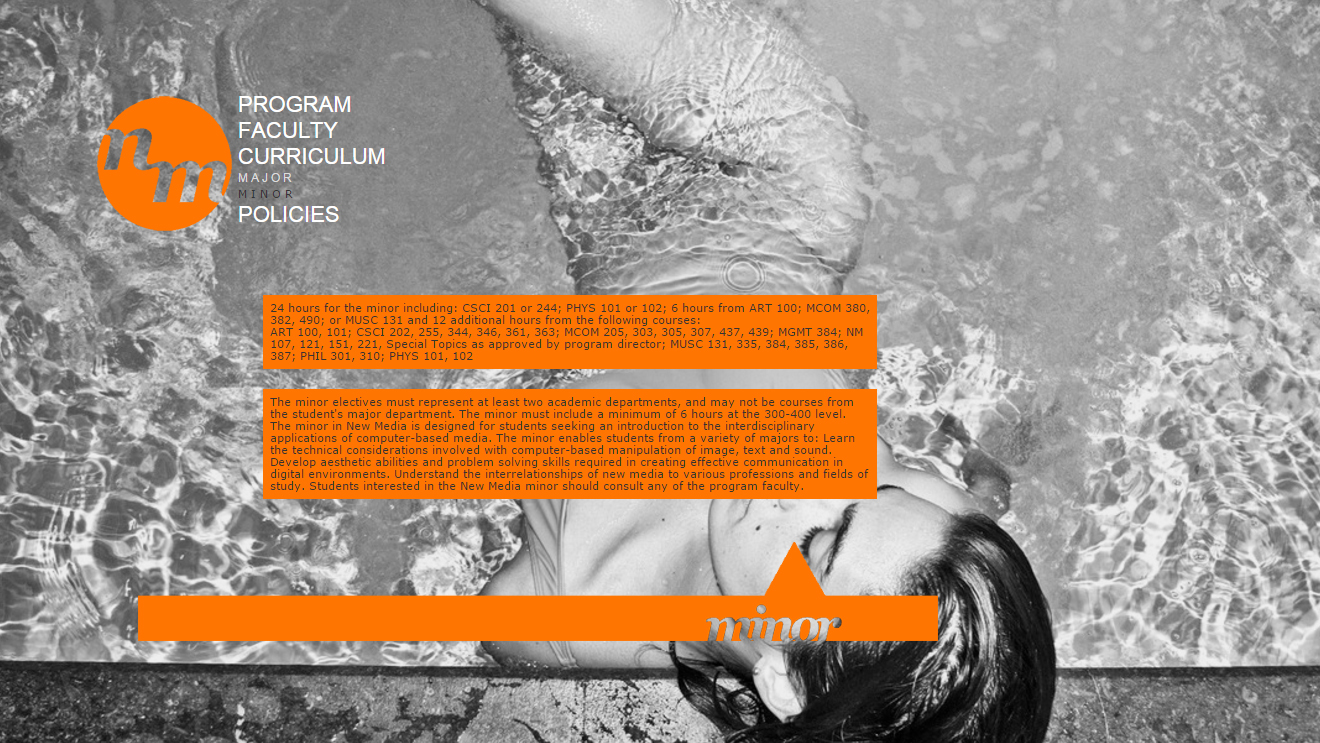 nm
PROGRAM
FACULTY
CURRICULUM
MAJOR
MINOR
POLICIES
24 hours for the minor including: CSCI 201 or 244; PHYS 101 or 102; 6 hours from ART 100; MCOM 380,
382, 490; or MUSC 131 and 12 additional hours from the following courses:
ART 100, 101; CSCI 202, 255, 344, 346, 361, 363; MCOM 205, 303, 305, 307, 437, 439; MGMT 384; NM
107, 121, 151, 221, Special Topics as approved by program director; MUSC 131, 335, 384, 385, 386,
387; PHIL 301, 310; PHYS 101, 102
The minor electives must represent at least two academic departments, and may not be courses from
the student's major department. The minor must include a minimum of 6 hours at the 300-400 level.
The minor in New Media is designed for students seeking an introduction to the interdisciplinary
applications of computer-based media. The minor enables students from a variety of majors to: Learn
the technical considerations involved with computer-based manipulation of image, text and sound.
Develop aesthetic abilities and problem solving skills required in creating effective communication in
digital environments. Understand the interrelationships of new media to various professions and fields of
study. Students interested in the New Media minor should consult any of the program faculty.
minor